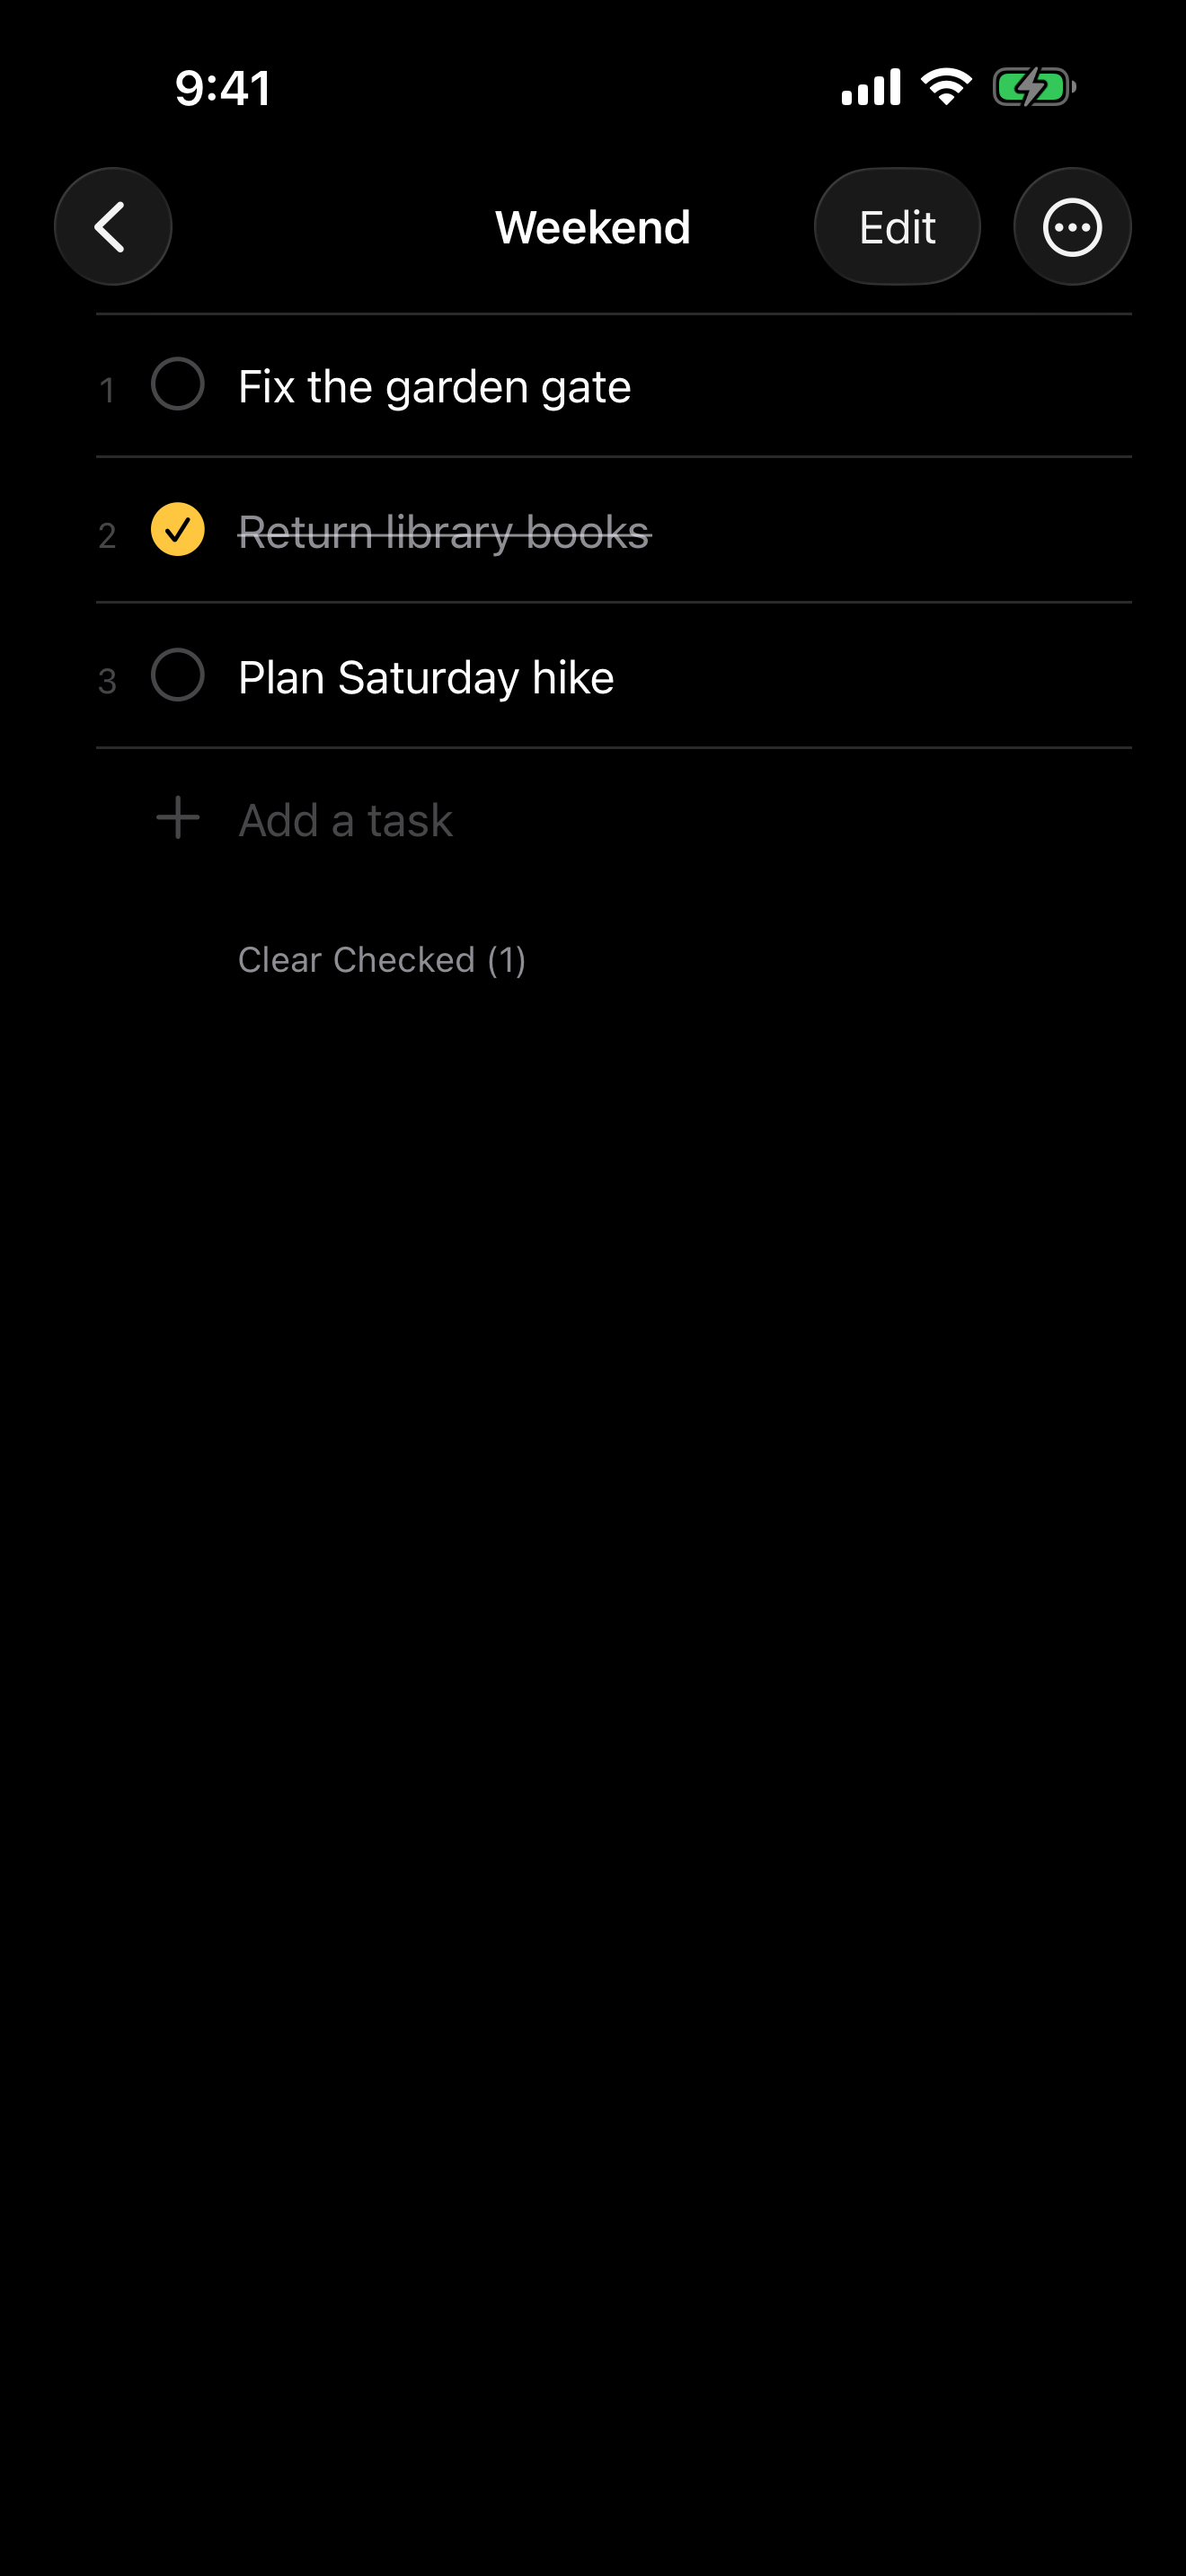 9:41
Weekend
Edit
1 Fix the garden gate
2 Return library books
3 Plan Saturday hike
Add a task
Clear Checked (1)